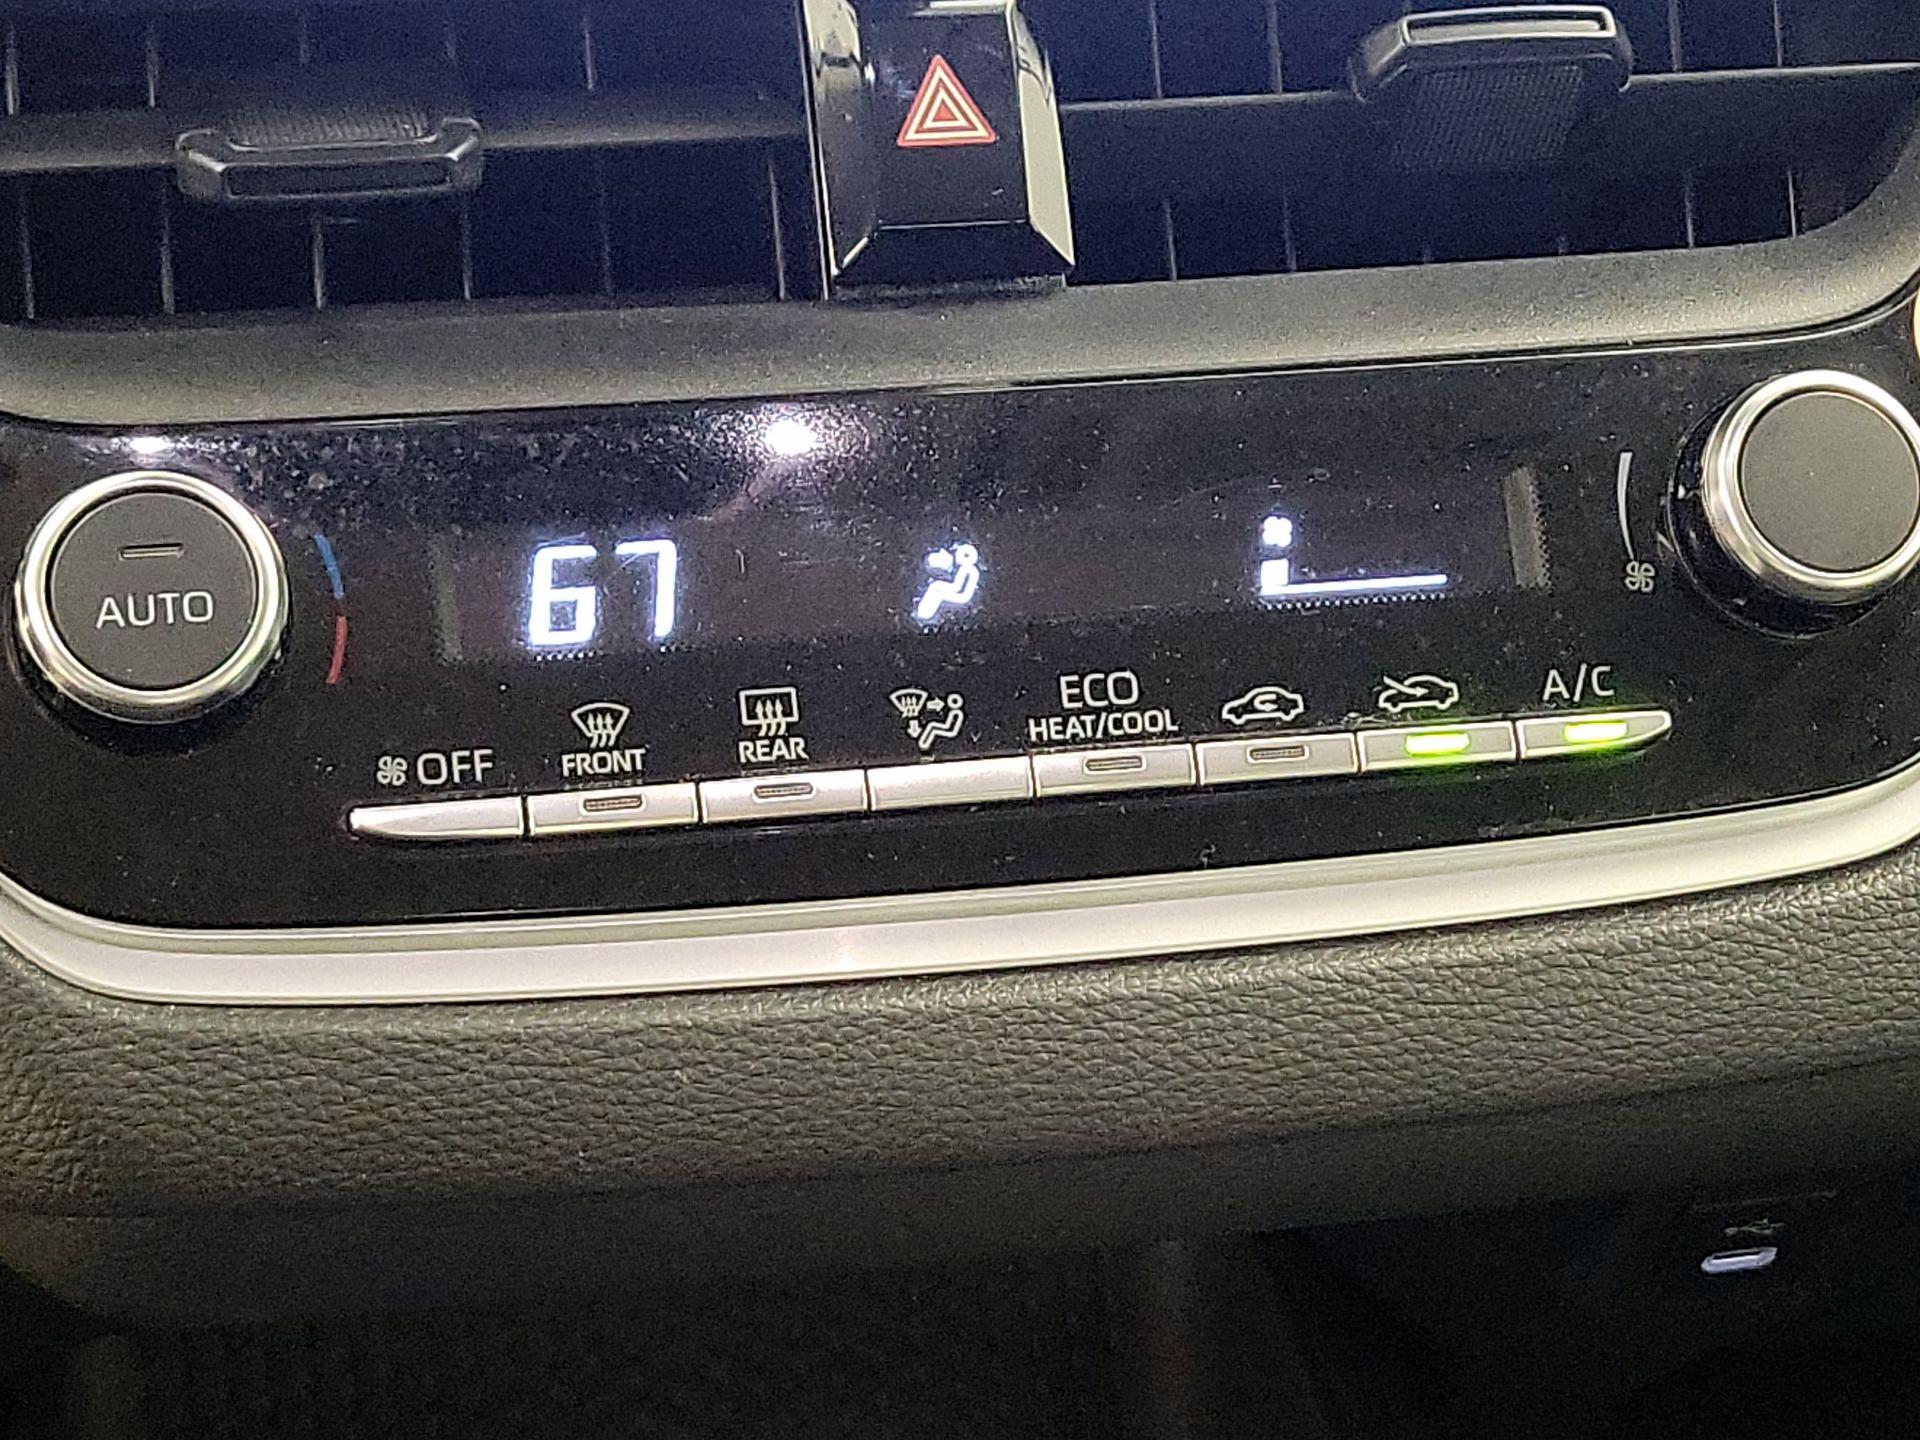 AUTO
67
OFF
FRONT
REAR
ECO
HEAT/COOL
A/C